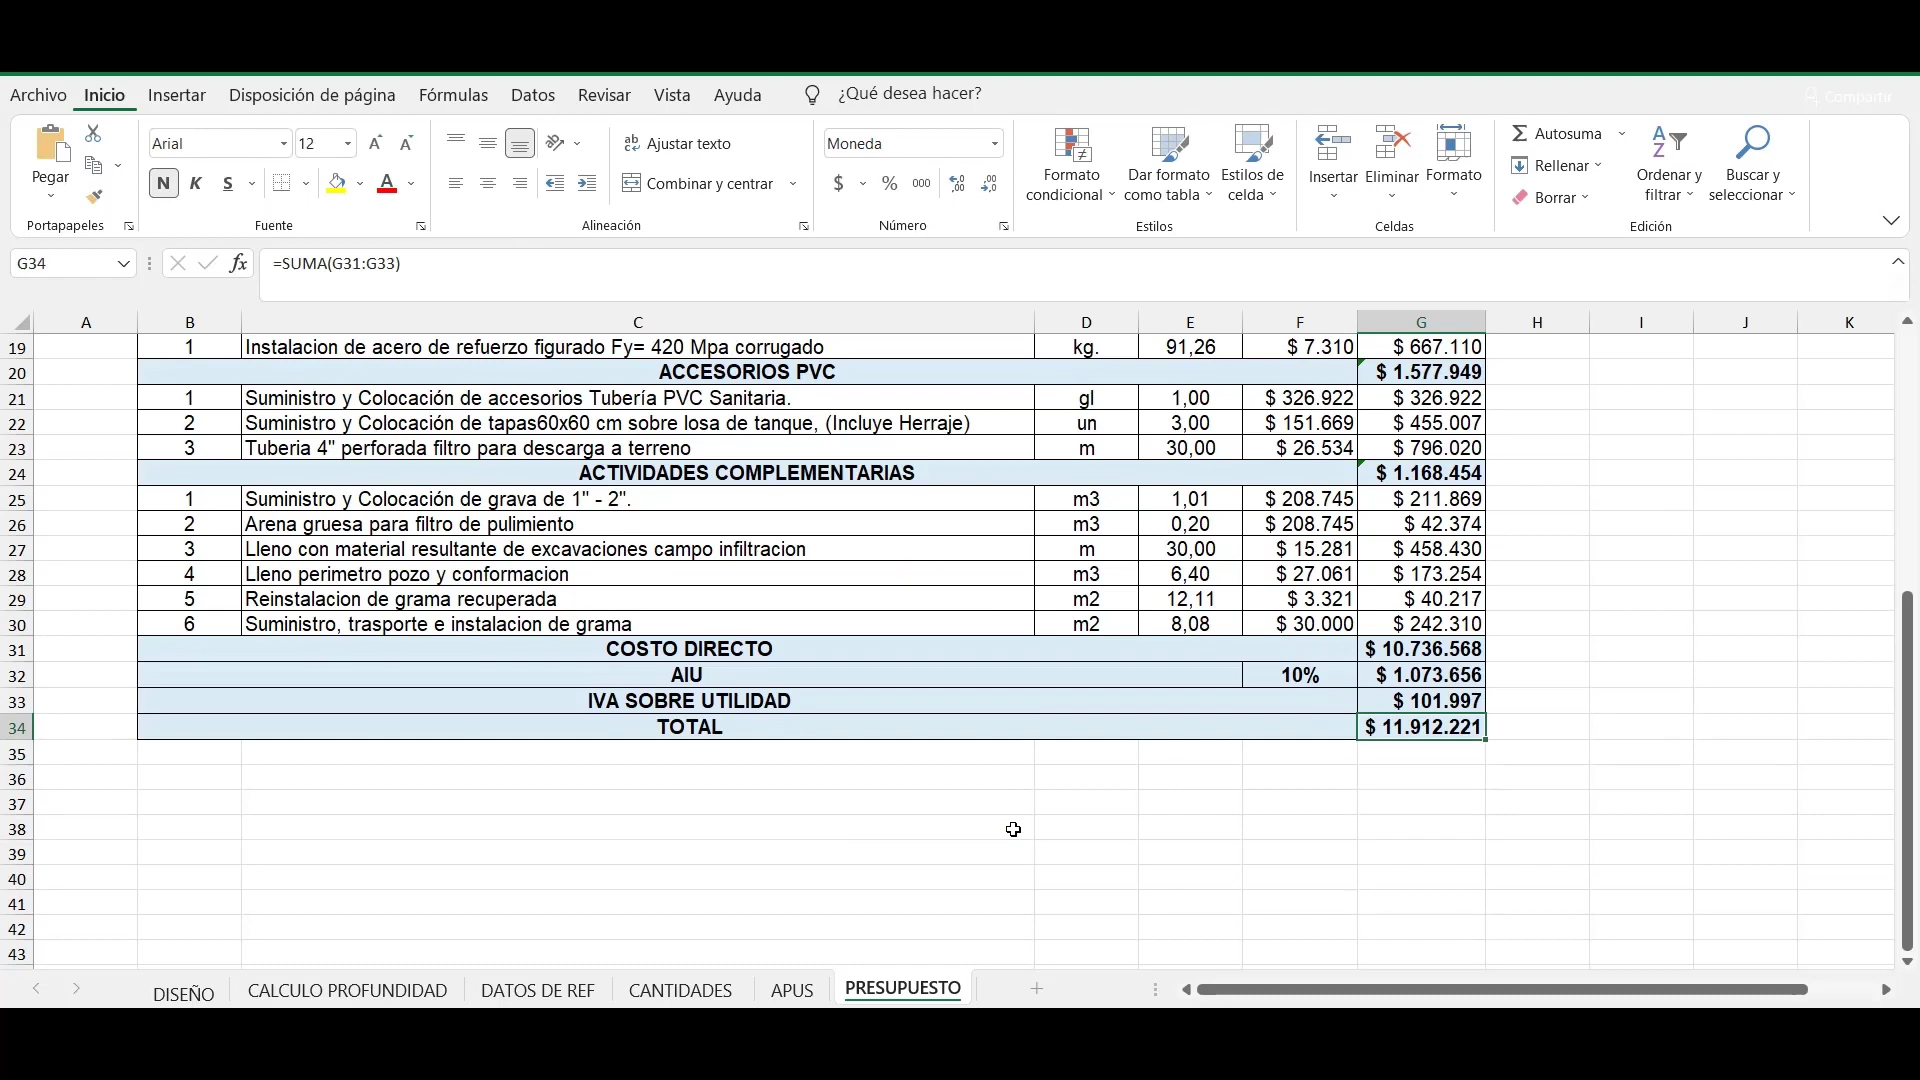 Archivo Inicio Insertar Disposición de página Fórmulas Datos Revisar Vista Ayuda ¿Qué desea hacer? Compartir
Pegar
Portapapeles
Arial 12
N K S
Fuente
Ajustar texto
Combinar y centrar
Alineación
Moneda
$ % 000
Número
Formato condicional
Dar formato como tabla
Estilos de celda
Estilos
Insertar Eliminar Formato
Celdas
Autosuma
Rellenar
Borrar
Ordenar y filtrar
Buscar y seleccionar
Edición
G34 fx =SUMA(G31:G33)
A B C D E F G H I J K
19 1 Instalacion de acero de refuerzo figurado Fy= 420 Mpa corrugado kg. 91,26 $ 7.310 $ 667.110
20 ACCESORIOS PVC $ 1.577.949
21 1 Suministro y Colocación de accesorios Tubería PVC Sanitaria. gl 1,00 $ 326.922 $ 326.922
22 2 Suministro y Colocación de tapas60x60 cm sobre losa de tanque, (Incluye Herraje) un 3,00 $ 151.669 $ 455.007
23 3 Tuberia 4" perforada filtro para descarga a terreno m 30,00 $ 26.534 $ 796.020
24 ACTIVIDADES COMPLEMENTARIAS $ 1.168.454
25 1 Suministro y Colocación de grava de 1" - 2". m3 1,01 $ 208.745 $ 211.869
26 2 Arena gruesa para filtro de pulimiento m3 0,20 $ 208.745 $ 42.374
27 3 Lleno con material resultante de excavaciones campo infiltracion m 30,00 $ 15.281 $ 458.430
28 4 Lleno perimetro pozo y conformacion m3 6,40 $ 27.061 $ 173.254
29 5 Reinstalacion de grama recuperada m2 12,11 $ 3.321 $ 40.217
30 6 Suministro, trasporte e instalacion de grama m2 8,08 $ 30.000 $ 242.310
31 COSTO DIRECTO $ 10.736.568
32 AIU 10% $ 1.073.656
33 IVA SOBRE UTILIDAD $ 101.997
34 TOTAL $ 11.912.221
35
36
37
38
39
40
41
42
43
DISEÑO CALCULO PROFUNDIDAD DATOS DE REF CANTIDADES APUS PRESUPUESTO